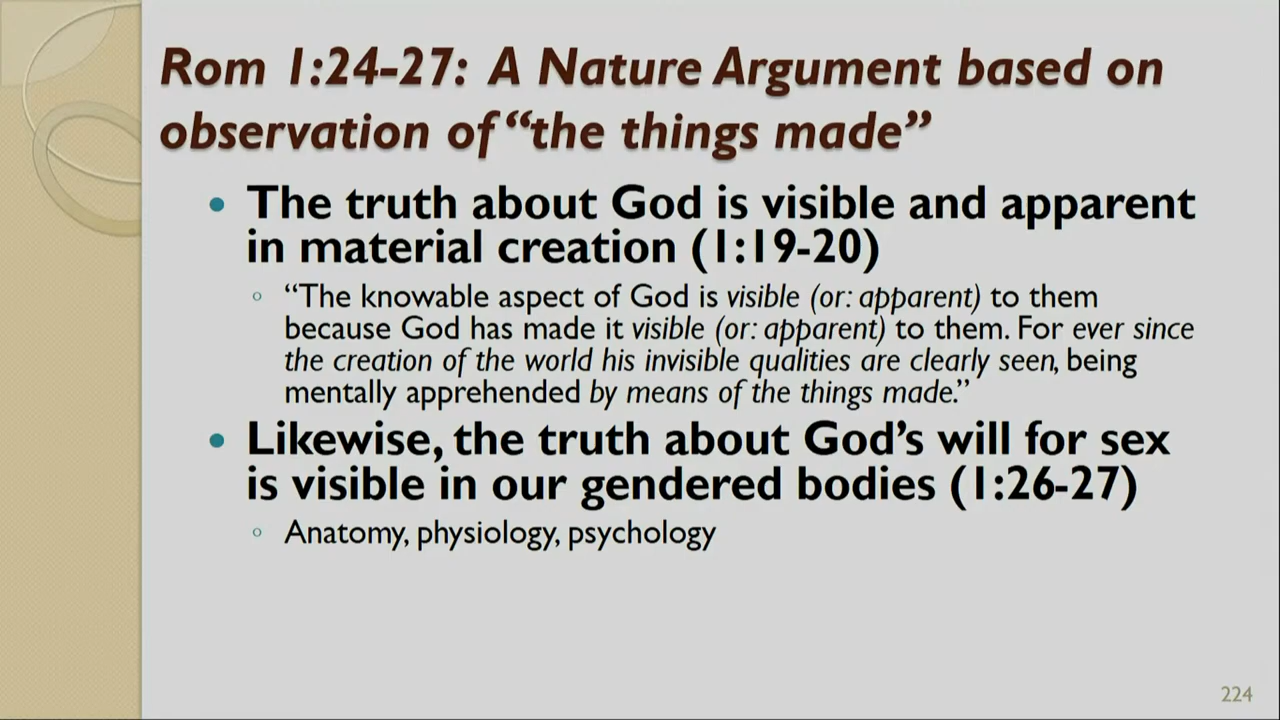 Rom 1:24-27: A Nature Argument based on
observation of “the things made”
• The truth about God is visible and apparent
in material creation (1:19-20)
◦ “The knowable aspect of God is visible (or: apparent) to them
because God has made it visible (or: apparent) to them. For ever since
the creation of the world his invisible qualities are clearly seen, being
mentally apprehended by means of the things made.”
• Likewise, the truth about God’s will for sex
is visible in our gendered bodies (1:26-27)
◦ Anatomy, physiology, psychology
224